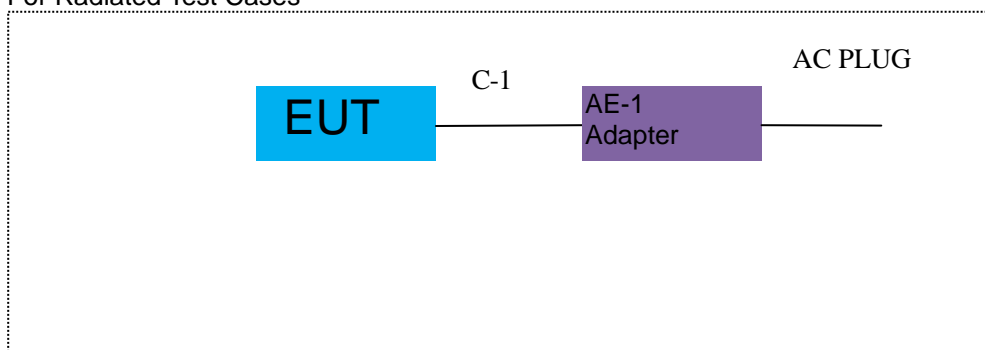 For Radiated Test Cases
AC PLUG
C-1
EUT
AE-1
Adapter